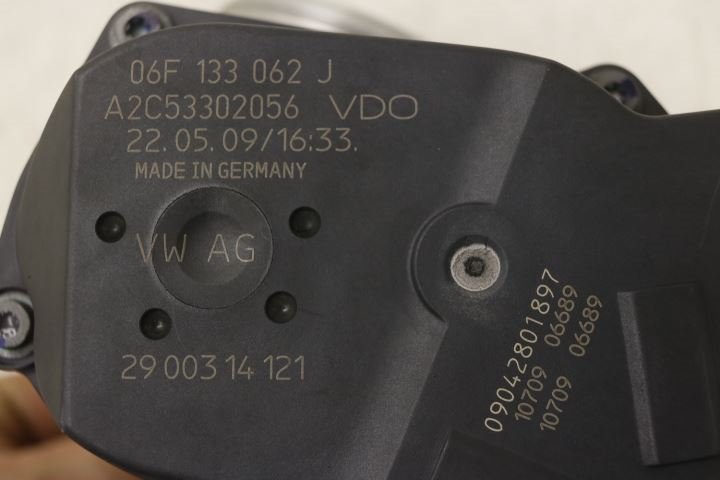 06F 133 062 J
A2C53302056 VDO
22.05.09/16:33.
MADE IN GERMANY
VW AG
29 003 14 121
09042801897
10709 06689
10709 06689